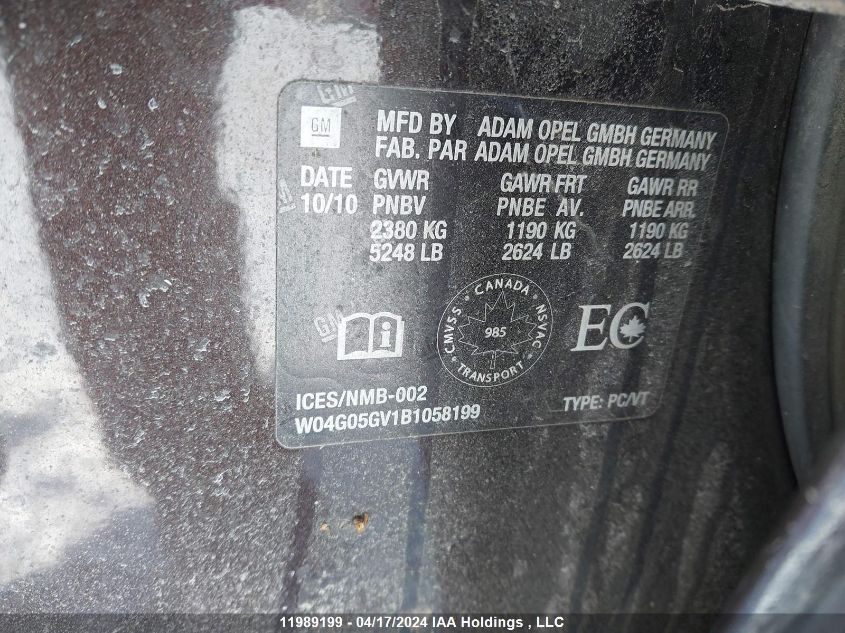 GM
MFD BY ADAM OPEL GMBH GERMANY
FAB. PAR ADAM OPEL GMBH GERMANY
DATE GVWR GAWR FRT GAWR RR
10/10 PNBV PNBE AV. PNBE ARR.
2380 KG 1190 KG 1190 KG
5248 LB 2624 LB 2624 LB
GM
CANADA
CMVSS 985 NSVAC
TRANSPORT
EC
ICES/NMB-002
W04G05GV1B1058199 TYPE: PC/VT
11989199 - 04/17/2024 IAA Holdings , LLC